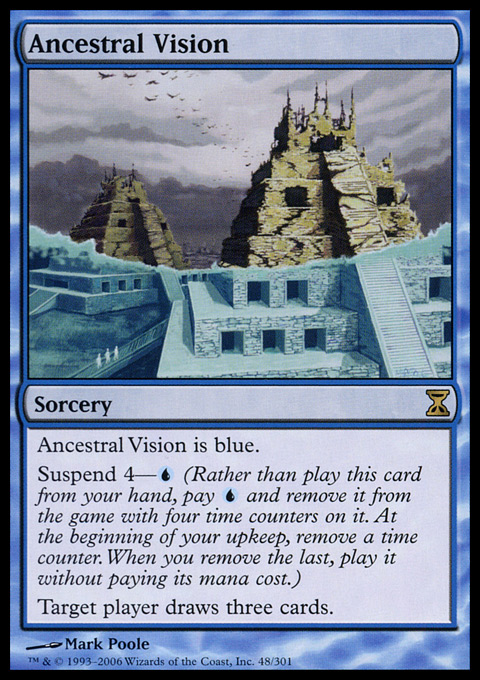 Ancestral Vision
Sorcery
Ancestral Vision is blue.
Suspend 4— (Rather than play this card
from your hand, pay and remove it from
the game with four time counters on it. At
the beginning of your upkeep, remove a time
counter. When you remove the last, play it
without paying its mana cost.)
Target player draws three cards.
Mark Poole
™ & © 1993–2006 Wizards of the Coast, Inc. 48/301